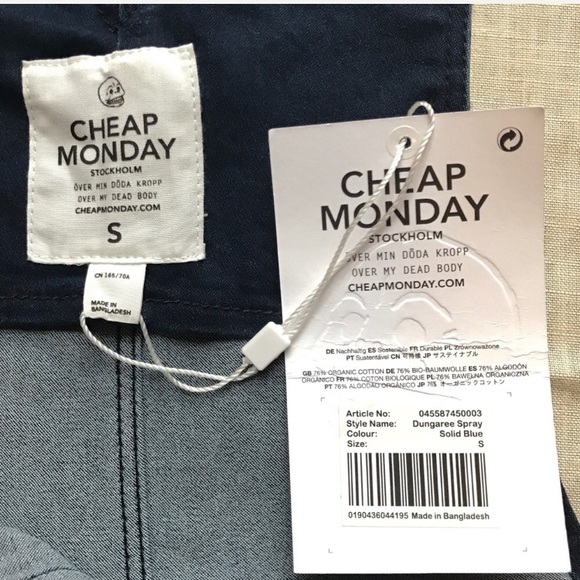 CHEAP
MONDAY
STOCKHOLM
ÖVER MIN DÖDA KROPP
OVER MY DEAD BODY
CHEAPMONDAY.COM
S
CN 165/70A
MADE IN
BANGLADESH
CHEAP
MONDAY
STOCKHOLM
ÖVER MIN DÖDA KROPP
OVER MY DEAD BODY
CHEAPMONDAY.COM
DE Nachhaltig ES Sostenible FR Durable PL Zrównoważone
PT Sustentável CN 可持续 JP サステイナブル
GB 76% ORGANIC COTTON DE 76% BIO-BAUMWOLLE ES 76% ALGODÓN
ORGÁNICO FR 76% COTON BIOLOGIQUE PL 76% BAWEŁNA ORGANICZNA
PT 76% ALGODÃO ORGÂNICO JP 76% オーガニックコットン
Article No: 045587450003
Style Name: Dungaree Spray
Colour: Solid Blue
Size: S
0190436044195 Made in Bangladesh